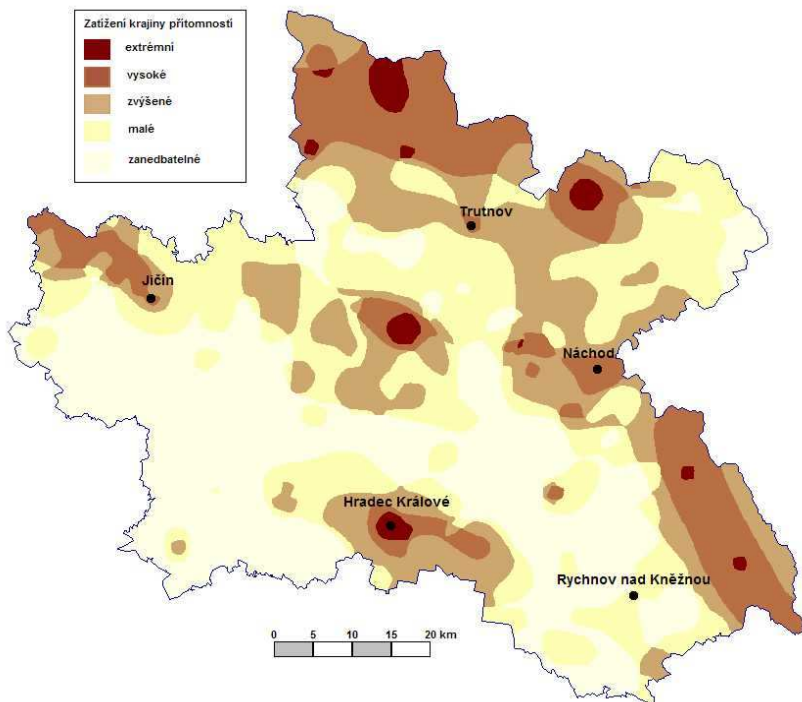 Zatížení krajiny přítomností
extrémní
vysoké
zvýšené
malé
zanedbatelné
Trutnov
Jičín
Náchod
Hradec Králové
Rychnov nad Kněžnou
0 5 10 15 20 km